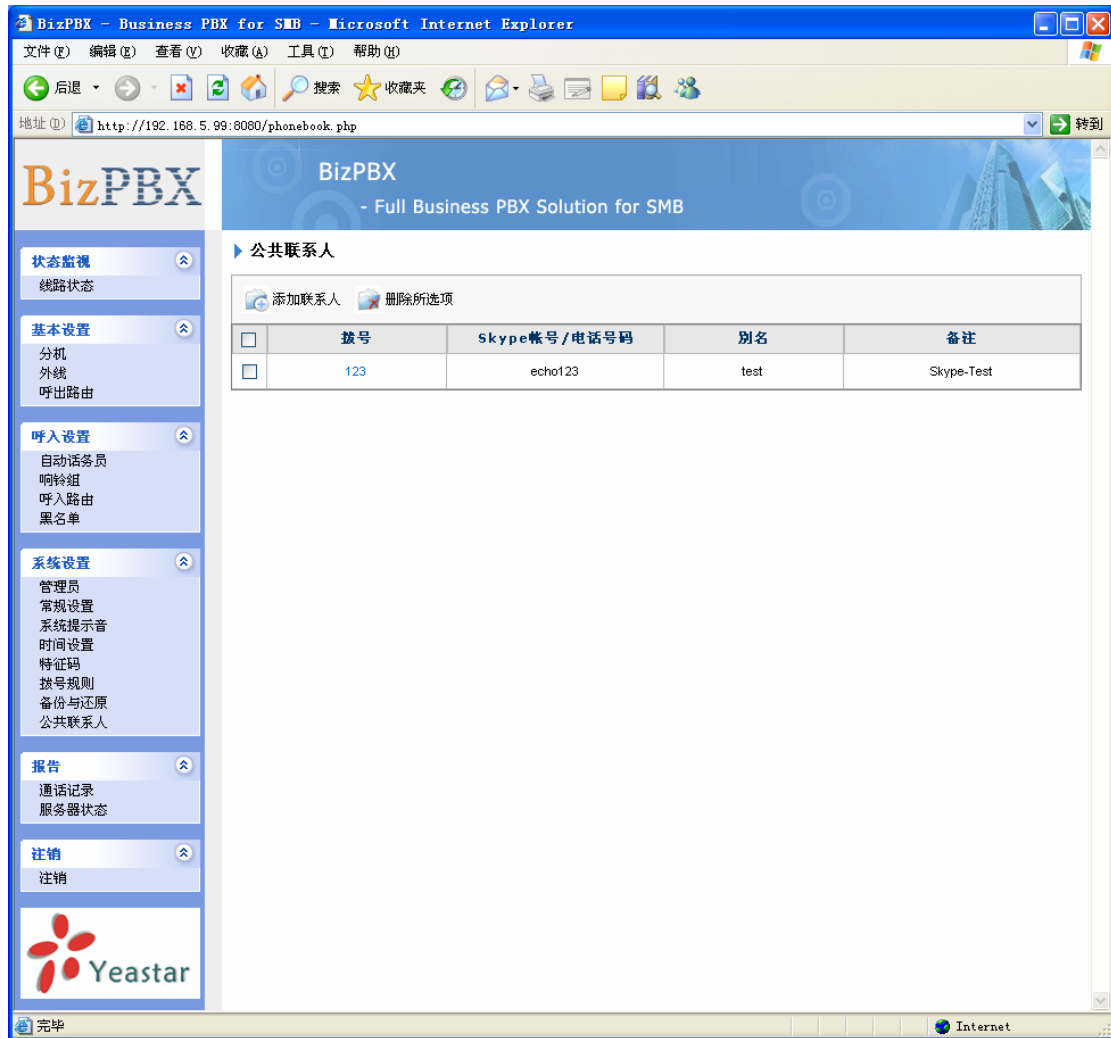 BizPBX - Business PBX for SMB - Microsoft Internet Explorer
文件(F) 编辑(E) 查看(V) 收藏(A) 工具(T) 帮助(H)
后退 搜索 收藏夹
地址(D) http://192.168.5.99:8080/phonebook.php 转到
BizPBX
BizPBX
- Full Business PBX Solution for SMB
状态监视
线路状态
基本设置
分机
外线
呼出路由
呼入设置
自动话务员
响铃组
呼入路由
黑名单
系统设置
管理员
常规设置
系统提示音
时间设置
特征码
拨号规则
备份与还原
公共联系人
报告
通话记录
服务器状态
注销
注销
Yeastar
公共联系人
添加联系人 删除所选项
拨号 Skype帐号/电话号码 别名 备注
123 echo123 test Skype-Test
完毕 Internet